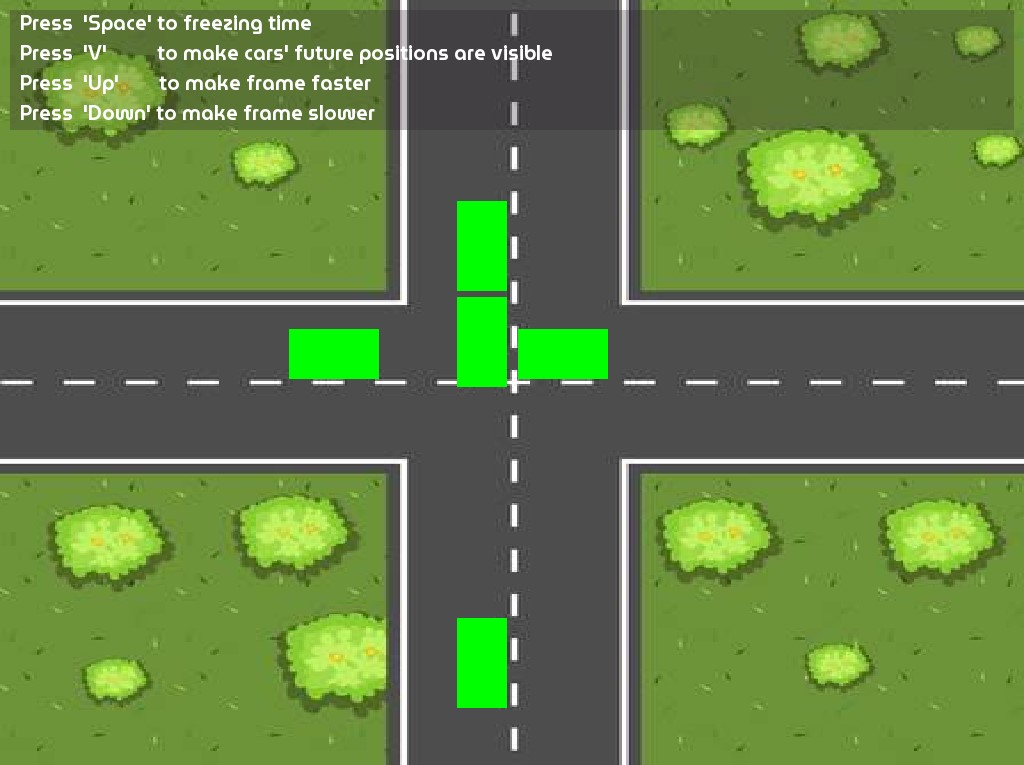 Press 'Space' to freezing time
Press 'V' to make cars' future positions are visible
Press 'Up' to make frame faster
Press 'Down' to make frame slower